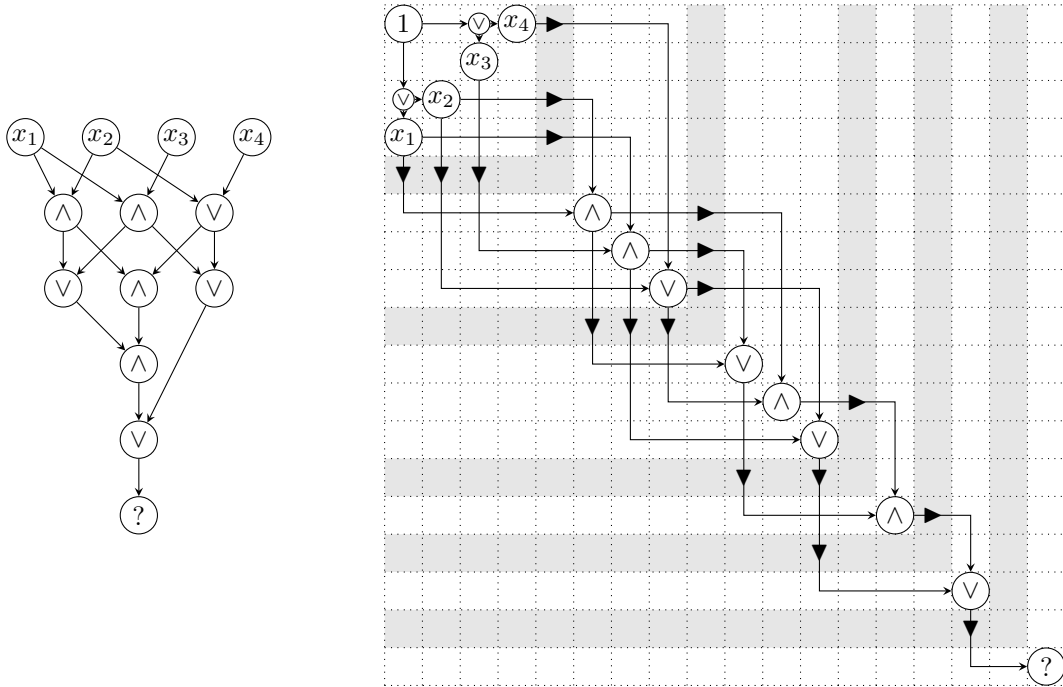 1 ∨ x₄
x₃
∨ x₂
x₁ x₂ x₃ x₄
x₁
∧ ∧ ∨
∧
∧
∨ ∧ ∨
∨
∧
∨
∧
∨
∨
∧
?
∨
?